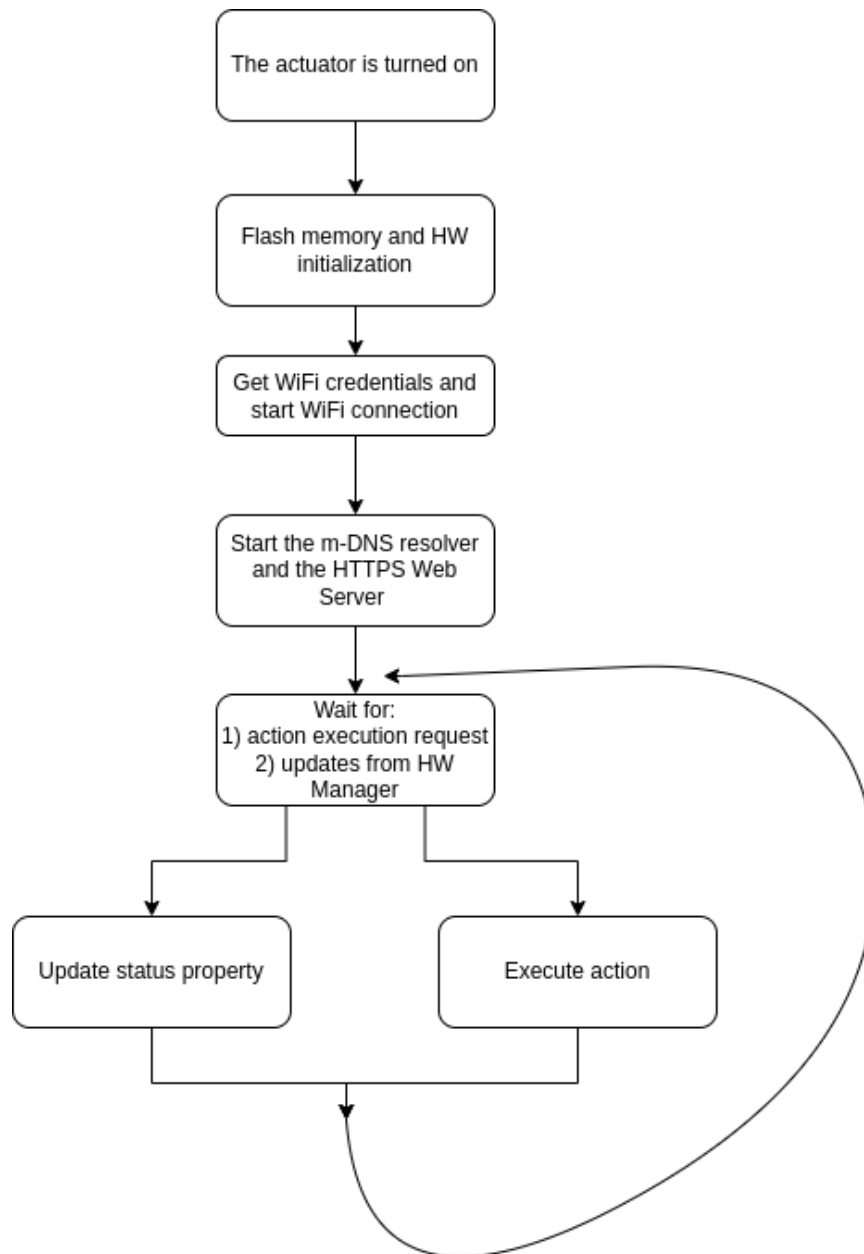 The actuator is turned on
Flash memory and HW
initialization
Get WiFi credentials and
start WiFi connection
Start the m-DNS resolver
and the HTTPS Web
Server
Wait for:
1) action execution request
2) updates from HW
Manager
Update status property
Execute action